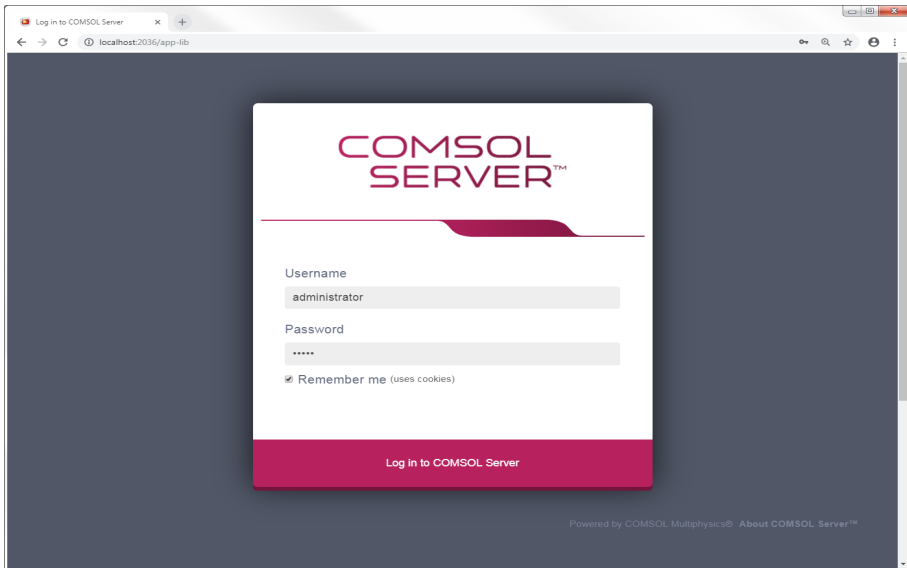 Log in to COMSOL Server
localhost:2036/app-lib
COMSOL
SERVER™
Username
administrator
Password
•••••
Remember me (uses cookies)
Log in to COMSOL Server
Powered by COMSOL Multiphysics® About COMSOL Server™